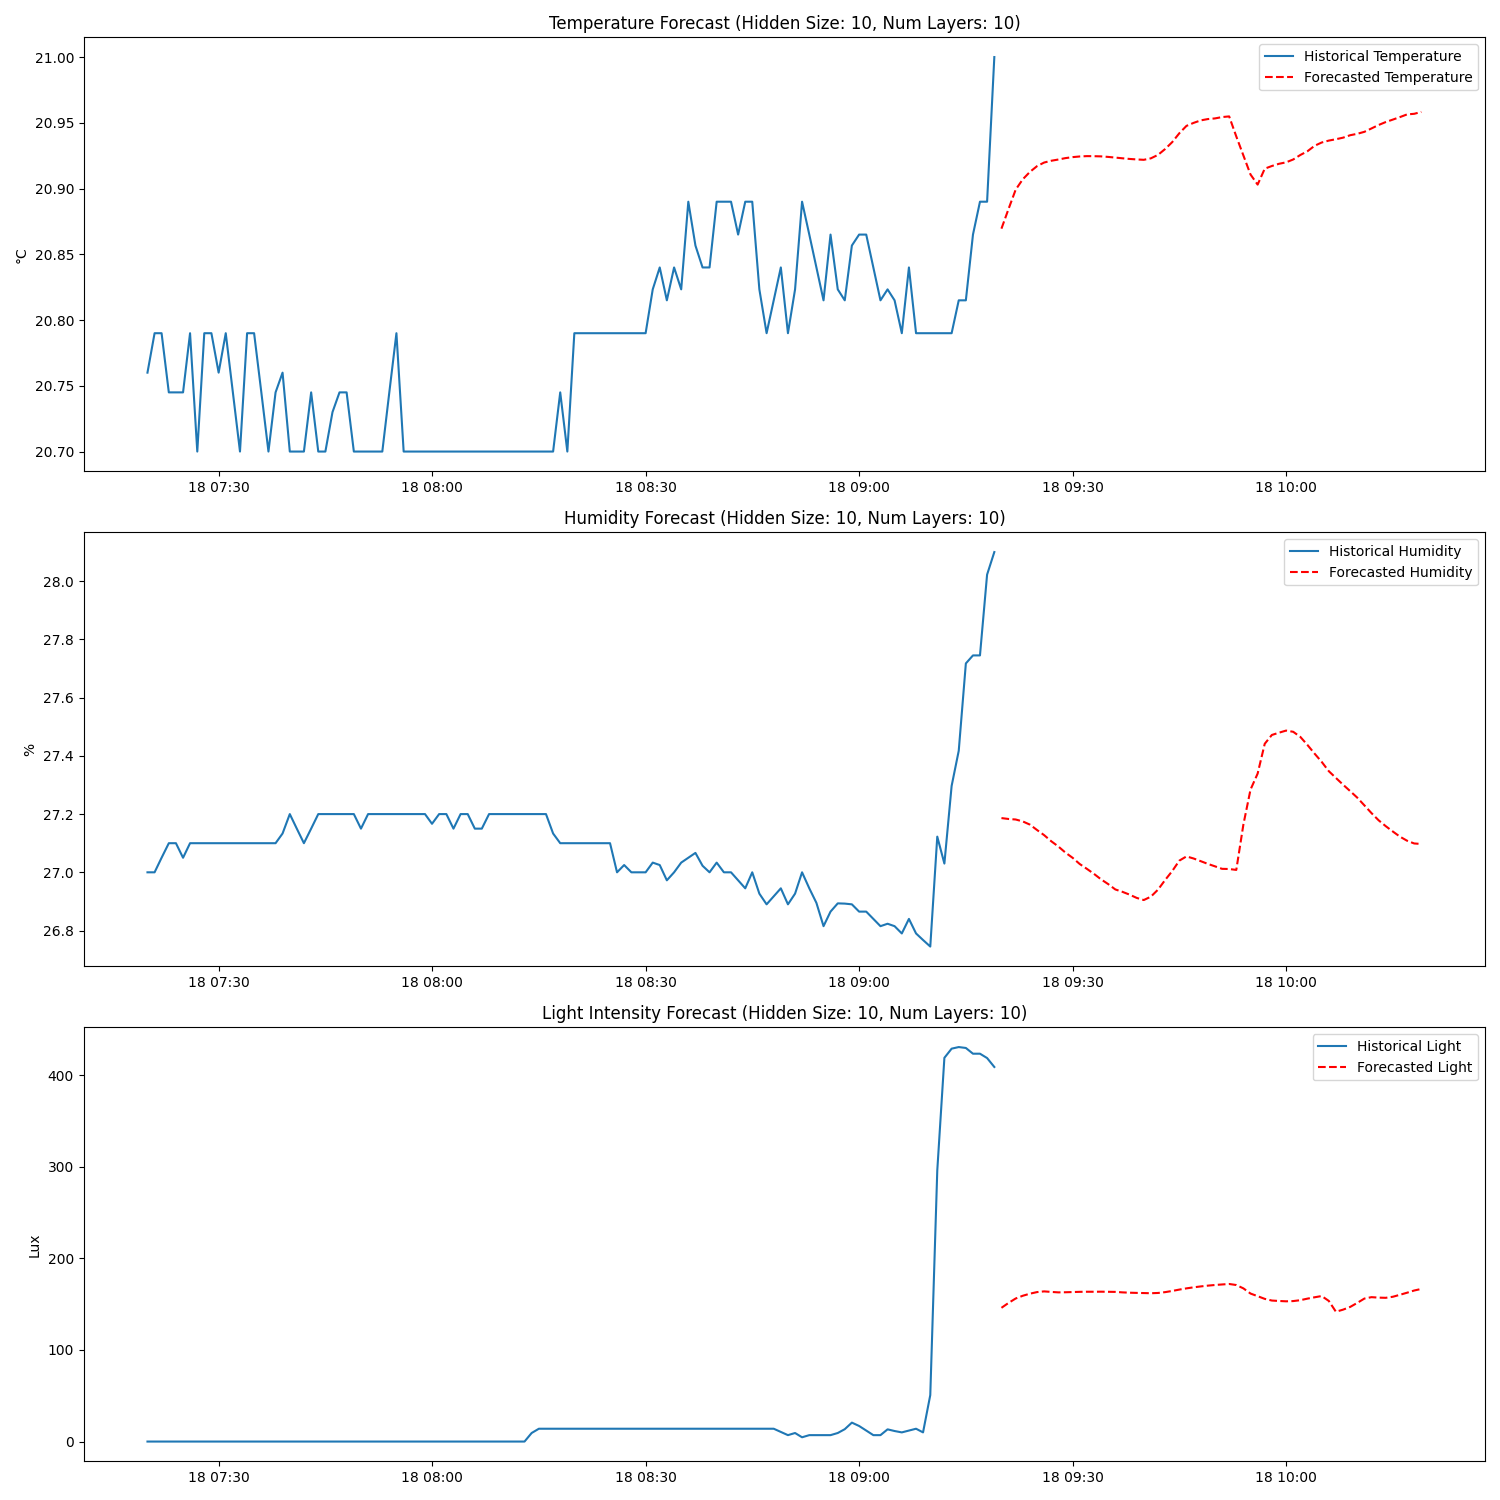 Temperature Forecast (Hidden Size: 10, Num Layers: 10)
Historical Temperature
Forecasted Temperature
°C
21.00
20.95
20.90
20.85
20.80
20.75
20.70
18 07:30 18 08:00 18 08:30 18 09:00 18 09:30 18 10:00
Humidity Forecast (Hidden Size: 10, Num Layers: 10)
Historical Humidity
Forecasted Humidity
%
28.0
27.8
27.6
27.4
27.2
27.0
26.8
18 07:30 18 08:00 18 08:30 18 09:00 18 09:30 18 10:00
Light Intensity Forecast (Hidden Size: 10, Num Layers: 10)
Historical Light
Forecasted Light
Lux
400
300
200
100
0
18 07:30 18 08:00 18 08:30 18 09:00 18 09:30 18 10:00